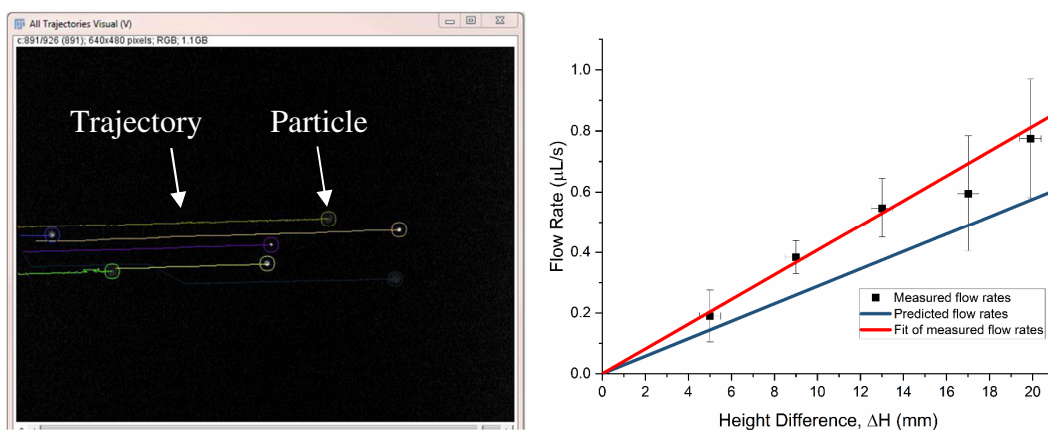 All Trajectories Visual (V)
c:891/926 (891); 640x480 pixels; RGB; 1.1GB
Trajectory
Particle
Flow Rate (μL/s)
1.0
0.8
0.6
0.4
0.2
0.0
Measured flow rates
Predicted flow rates
Fit of measured flow rates
0 2 4 6 8 10 12 14 16 18 20
Height Difference, ΔH (mm)